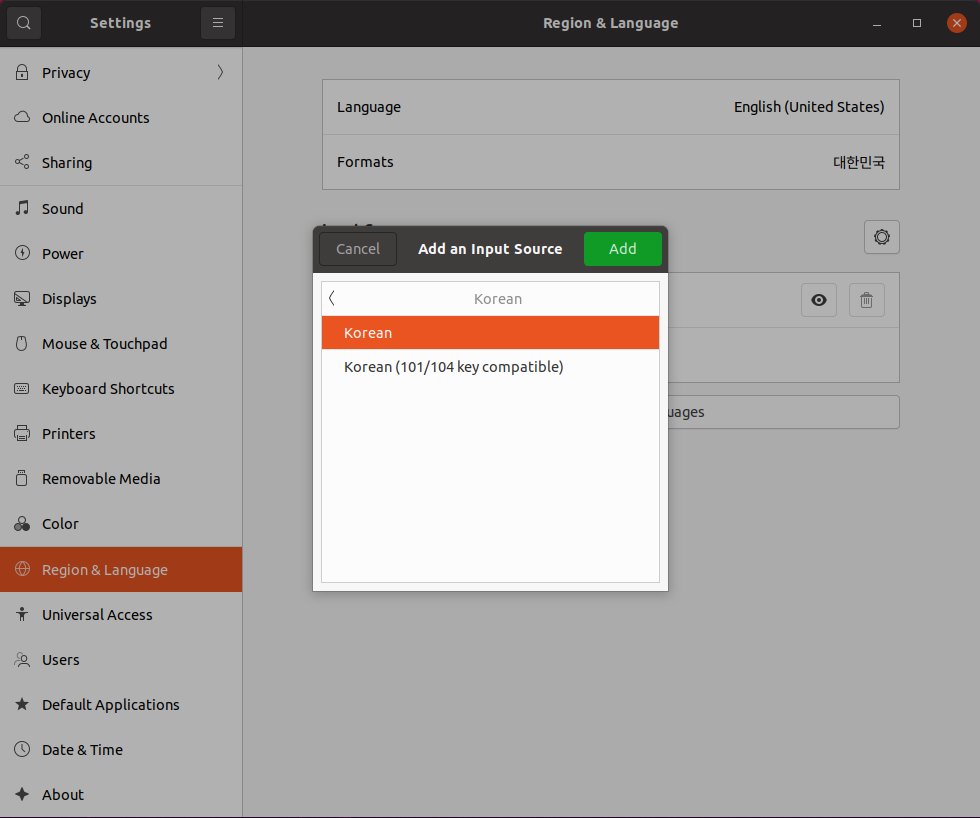 Settings
Region & Language
Privacy
Online Accounts
Sharing
Sound
Power
Displays
Mouse & Touchpad
Keyboard Shortcuts
Printers
Removable Media
Color
Region & Language
Universal Access
Users
Default Applications
Date & Time
About
Language English (United States)
Formats 대한민국
Cancel Add an Input Source Add
Korean
Korean
Korean (101/104 key compatible)